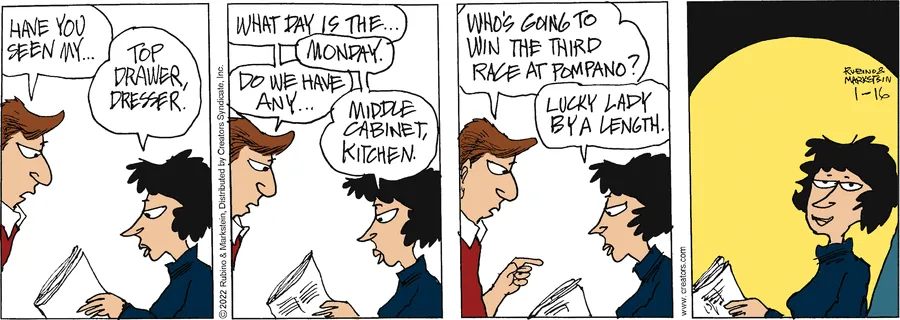 HAVE YOU
SEEN MY...
TOP
DRAWER,
DRESSER.
©2022 Rubino & Markstein, Distributed by Creators Syndicate, Inc.
WHAT DAY IS THE...
MONDAY.
DO WE HAVE
ANY...
MIDDLE
CABINET,
KITCHEN.
WHO'S GOING TO
WIN THE THIRD
RACE AT POMPANO?
LUCKY LADY
BY A LENGTH.
www.creators.com
RUBINO &
MARKSTEIN
1-16